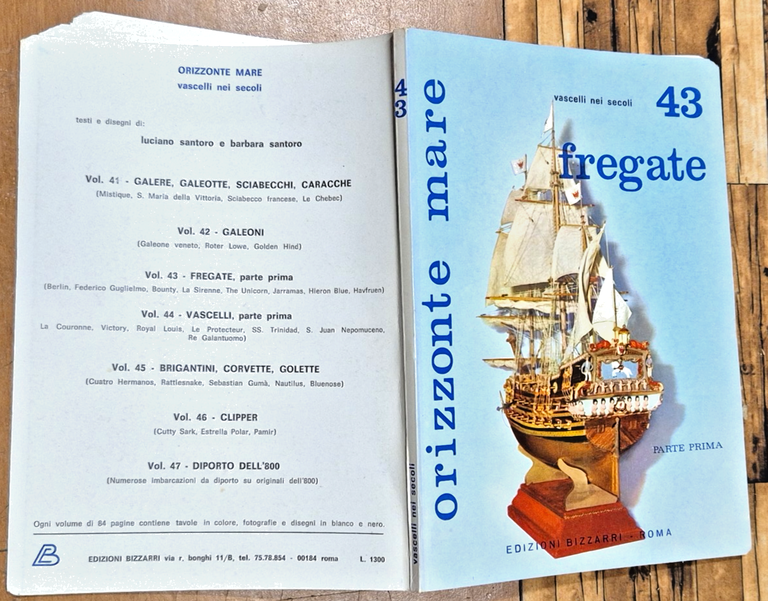 ORIZZONTE MARE
vascelli nei secoli
testi e disegni di:
luciano santoro e barbara santoro
Vol. 41 - GALERE, GALEOTTE, SCIABECCHI, CARACCHE
(Mistique, S. Maria della Vittoria, Sciabecco francese, Le Chebec)
Vol. 42 - GALEONI
(Galeone veneto, Roter Lowe, Golden Hind)
Vol. 43 - FREGATE, parte prima
(Berlin, Federico Guglielmo, Bounty, La Sirenne, The Unicorn, Jarramas, Hieron Blue, Havfruen)
Vol. 44 - VASCELLI, parte prima
La Couronne, Victory, Royal Louis, Le Protecteur, SS. Trinidad, S. Juan Nepomuceno,
Re Galantuomo)
Vol. 45 - BRIGANTINI, CORVETTE, GOLETTE
(Cuatro Hermanos, Rattlesnake, Sebastian Gumà, Nautilus, Bluenose)
Vol. 46 - CLIPPER
(Cutty Sark, Estrella Polar, Pamir)
Vol. 47 - DIPORTO DELL'800
(Numerose imbarcazioni da diporto su originali dell'800)
Ogni volume di 84 pagine contiene tavole in colore, fotografie e disegni in bianco e nero.
B
EDIZIONI BIZZARRI via r. bonghi 11/B, tel. 75.78.854 - 00184 roma L. 1300
43
vascelli nei secoli
orizzonte mare
vascelli nei secoli
43
fregate
PARTE PRIMA
EDIZIONI BIZZARRI - ROMA